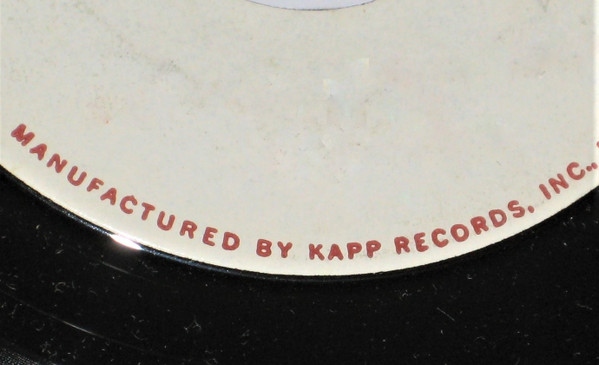 MANUFACTURED BY KAPP RECORDS, INC.,